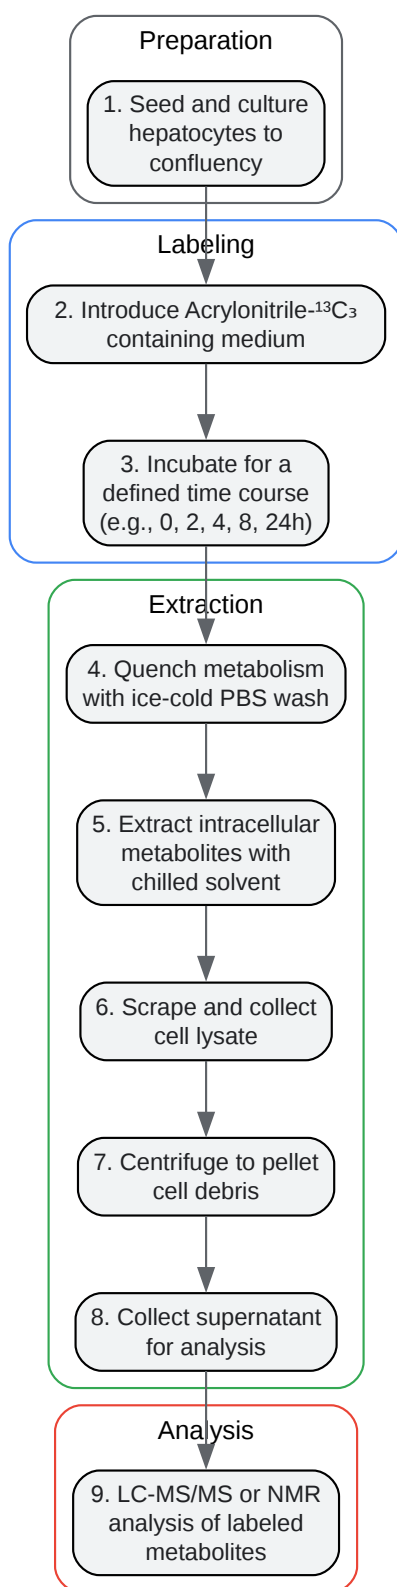 Preparation
1. Seed and culture
hepatocytes to
confluency
Labeling
2. Introduce Acrylonitrile-¹³C₃
containing medium
3. Incubate for a
defined time course
(e.g., 0, 2, 4, 8, 24h)
Extraction
4. Quench metabolism
with ice-cold PBS wash
5. Extract intracellular
metabolites with
chilled solvent
6. Scrape and collect
cell lysate
7. Centrifuge to pellet
cell debris
8. Collect supernatant
for analysis
Analysis
9. LC-MS/MS or NMR
analysis of labeled
metabolites